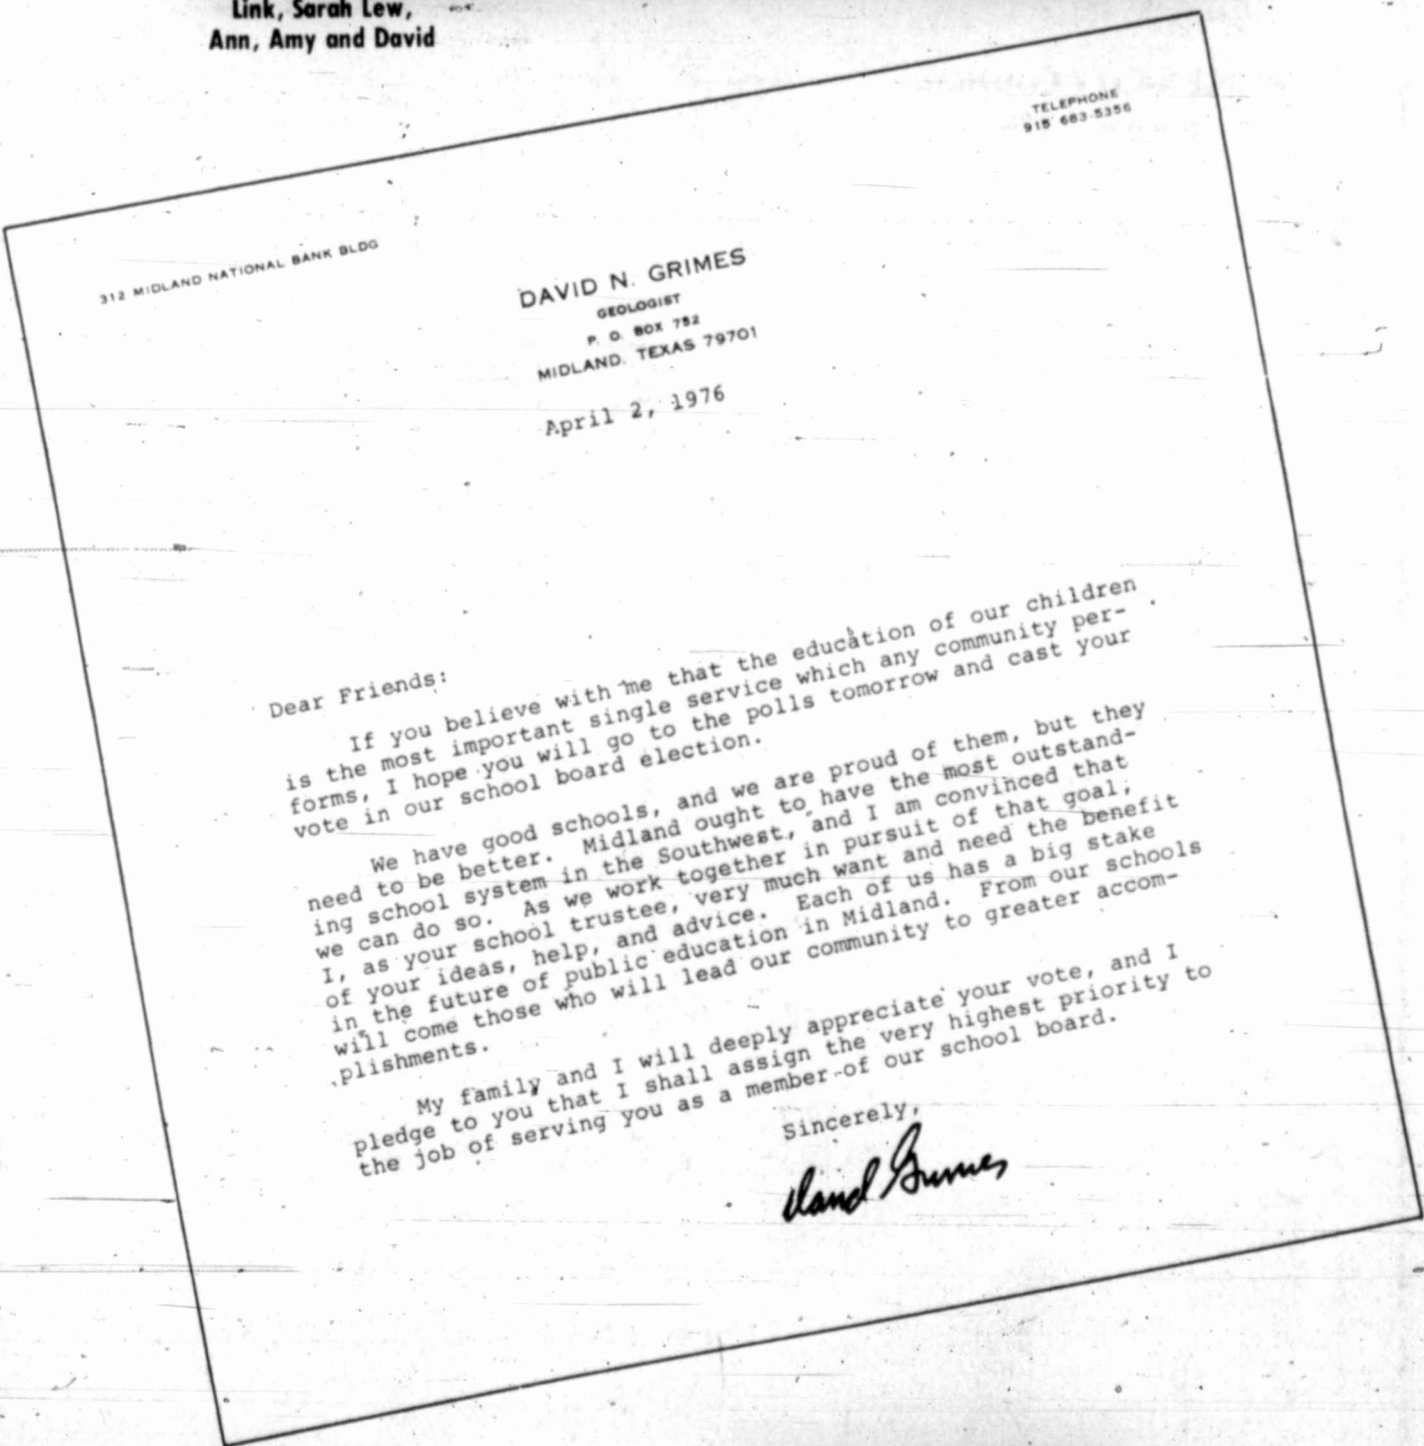 Link, Sarah Lew,
Ann, Amy and David
TELEPHONE
915 683-5356
312 MIDLAND NATIONAL BANK BLDG
DAVID N. GRIMES
GEOLOGIST
P. O. BOX 752
MIDLAND, TEXAS 79701
April 2, 1976
Dear Friends:
If you believe with me that the education of our children
is the most important single service which any community per-
forms, I hope you will go to the polls tomorrow and cast your
vote in our school board election.
We have good schools, and we are proud of them, but they
need to be better. Midland ought to have the most outstand-
ing school system in the Southwest, and I am convinced that
we can do so. As we work together in pursuit of that goal,
I, as your school trustee, very much want and need the benefit
of your ideas, help, and advice. Each of us has a big stake
in the future of public education in Midland. From our schools
will come those who will lead our community to greater accom-
plishments.
My family and I will deeply appreciate your vote, and I
pledge to you that I shall assign the very highest priority to
the job of serving you as a member of our school board.
Sincerely,
David Grimes